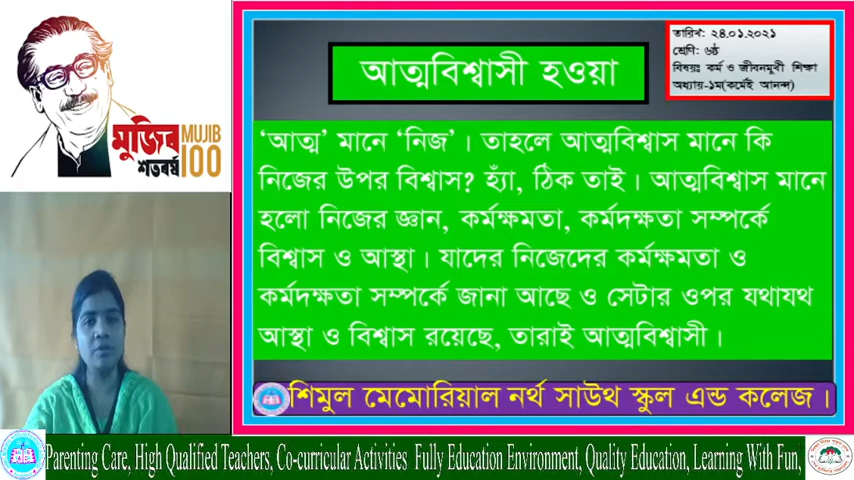 মুজিব
শতবর্ষ
MUJIB
100
তারিখ: ২৪.০১.২০২১
শ্রেণি: ৬ষ্ঠ
বিষয়ঃ কর্ম ও জীবনমুখী শিক্ষা
অধ্যায়-১ম(কর্মেই আনন্দ)
আত্মবিশ্বাসী হওয়া
‘আত্ম’ মানে ‘নিজ’। তাহলে আত্মবিশ্বাস মানে কি
নিজের উপর বিশ্বাস? হ্যাঁ, ঠিক তাই। আত্মবিশ্বাস মানে
হলো নিজের জ্ঞান, কর্মক্ষমতা, কর্মদক্ষতা সম্পর্কে
বিশ্বাস ও আস্থা। যাদের নিজেদের কর্মক্ষমতা ও
কর্মদক্ষতা সম্পর্কে জানা আছে ও সেটার ওপর যথাযথ
আস্থা ও বিশ্বাস রয়েছে, তারাই আত্মবিশ্বাসী।
শিমুল মেমোরিয়াল নর্থ সাউথ স্কুল এন্ড কলেজ।
Parenting Care, High Qualified Teachers, Co-curricular Activities Fully Education Environment, Quality Education, Learning With Fun,